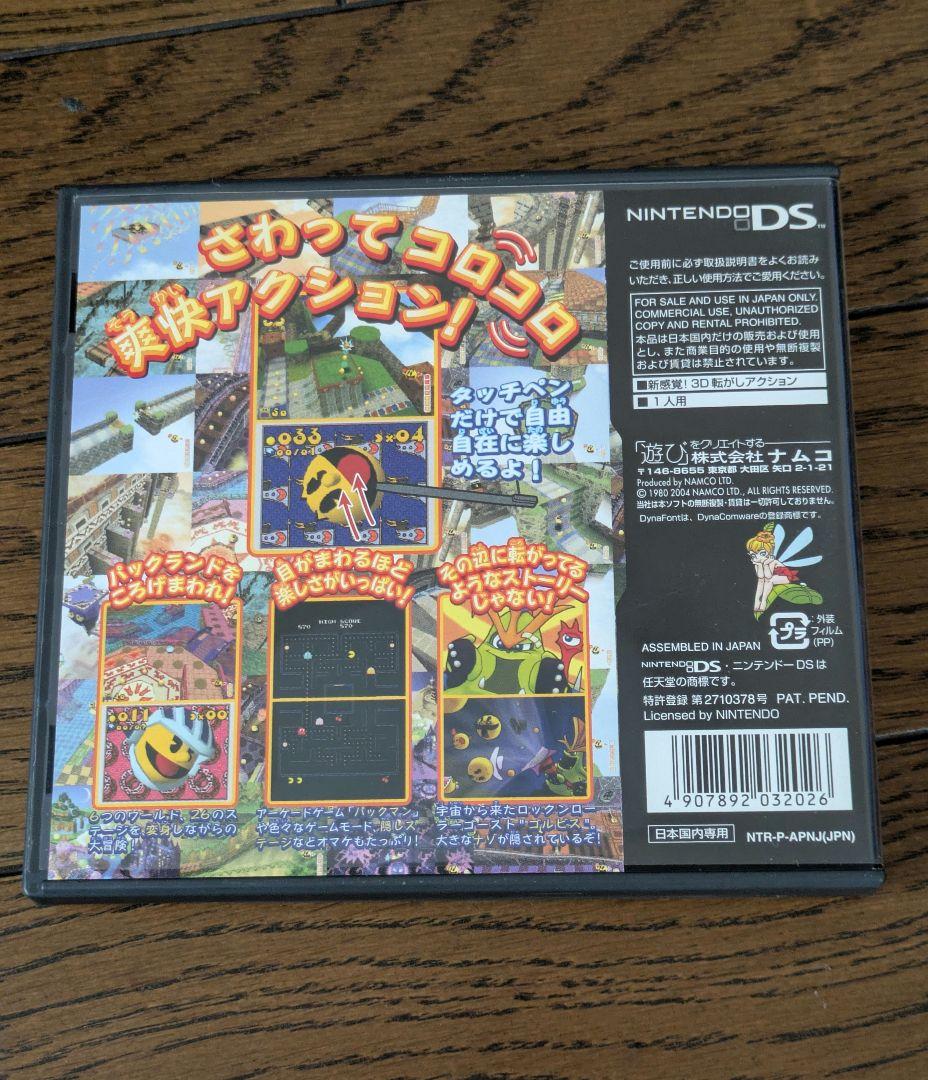 さわってコロコロ
爽快アクション!
そう かい
タッチペン
だけで自由
自在に楽し
めるよ!
.033 ×04
パックランドを
ころげまわれ!
目がまわるほど
楽しさがいっぱい!
その辺に転がってる
ようなストーリー
じゃない!
HIGH SCORE
570 570
.011 ×00
6つのワールド、26のス
テージを、変身しながらの
大冒険!
アーケードゲーム「パックマン」
や色々なゲームモード、隠しス
テージなどオマケもたっぷり!
宇宙から来たロックンロー
ラーゴースト"ゴルビス"
大きなナゾが隠されているぞ!
NINTENDO DS™
ご使用前に必ず取扱説明書をよくお読み
いただき、正しい使用方法でご愛用ください。
FOR SALE AND USE IN JAPAN ONLY.
COMMERCIAL USE, UNAUTHORIZED
COPY AND RENTAL PROHIBITED.
本品は日本国内だけの販売および使用
とし、また商業目的の使用や無断複製
および賃貸は禁止されています。
■新感覚!3D転がしアクション
■1人用
「遊び」をクリエイトする
株式会社ナムコ
〒146-8655 東京都 大田区 矢口 2-1-21
Produced by NAMCO LTD.
© 1980 2004 NAMCO LTD., ALL RIGHTS RESERVED.
当社は本ソフトの無断複製・賃貸は一切許可しておりません。
DynaFontは、DynaComwareの登録商標です。
プラ
:外装
フィルム
(PP)
ASSEMBLED IN JAPAN
NINTENDO DS・ニンテンドーDSは
任天堂の商標です。
特許登録 第2710378号 PAT. PEND.
Licensed by NINTENDO
4 907892 032026
日本国内専用
NTR-P-APNJ(JPN)